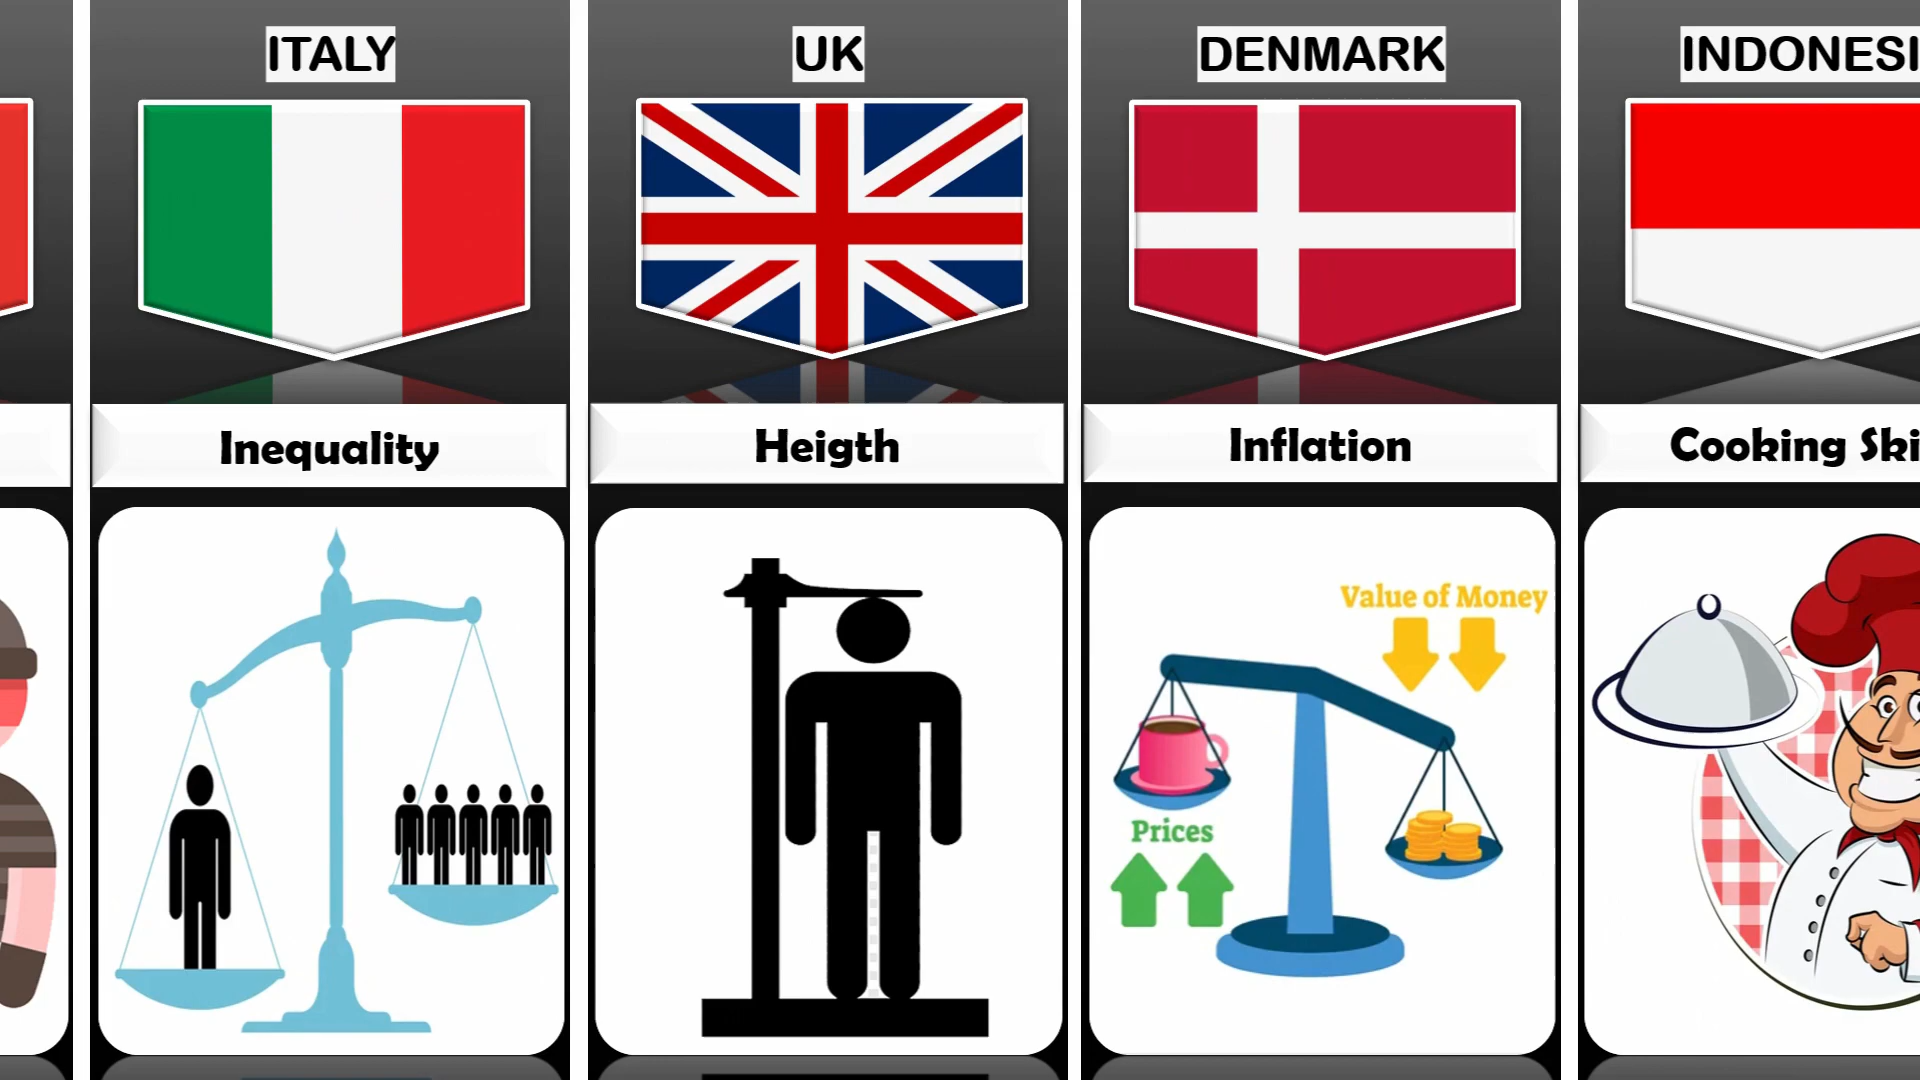 ITALY
Inequality
UK
Heigth
DENMARK
Inflation
Value of Money
Prices
INDONESI
Cooking Ski